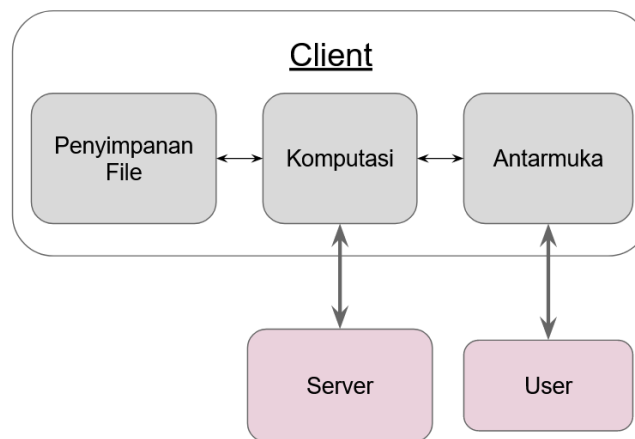 Client
Penyimpanan
File
Komputasi
Antarmuka
Server
User